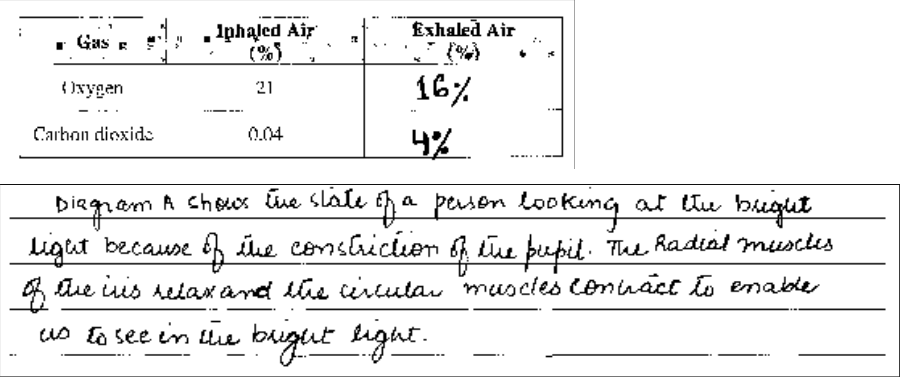 Gas Inhaled Air (%) Exhaled Air (%)
Oxygen 21 16%
Carbon dioxide 0.04 4%
Diagram A shows the state of a person looking at the bright
light because of the constriction of the pupil. The Radial muscles
of the iris relax and the circular muscles contract to enable
us to see in the bright light.